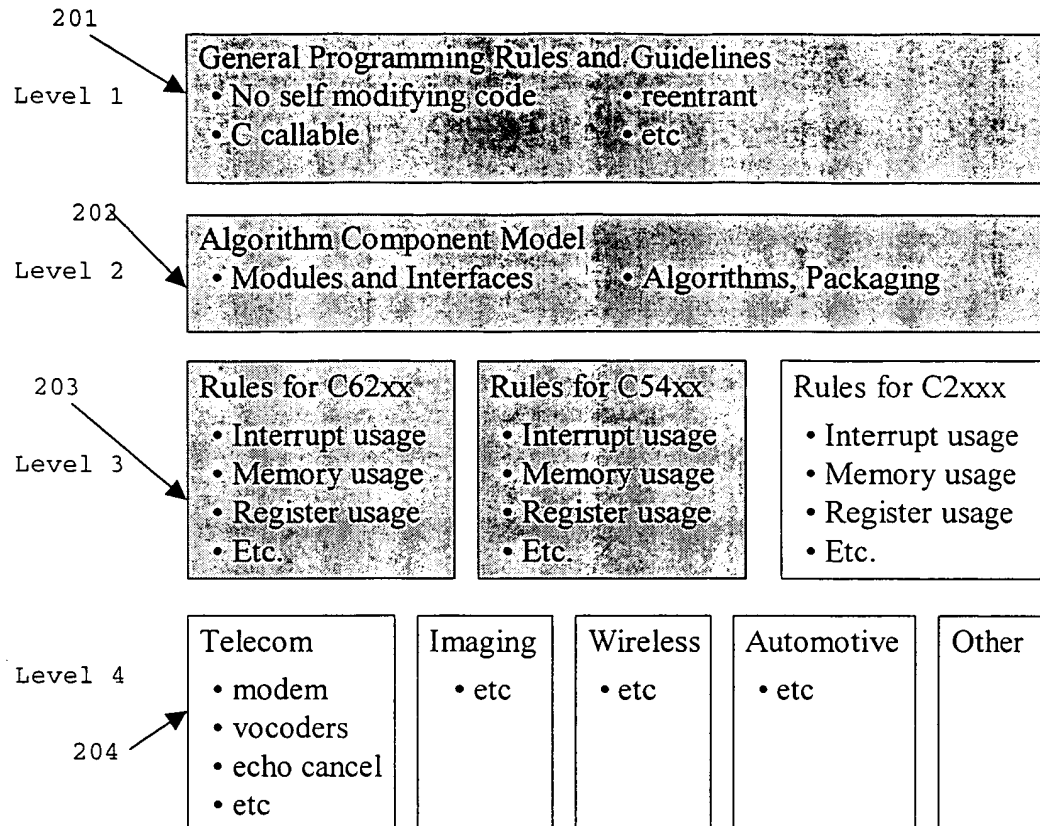 201
General Programming Rules and Guidelines
Level 1
• No self modifying code • reentrant
• C callable • etc
202
Algorithm Component Model
Level 2
• Modules and Interfaces • Algorithms, Packaging
203
Rules for C62xx
• Interrupt usage
• Memory usage
• Register usage
• Etc.
Rules for C54xx
• Interrupt usage
• Memory usage
• Register usage
• Etc.
Rules for C2xxx
• Interrupt usage
• Memory usage
• Register usage
• Etc.
Level 3
Level 4
204
Telecom
• modem
• vocoders
• echo cancel
• etc
Imaging
• etc
Wireless
• etc
Automotive
• etc
Other